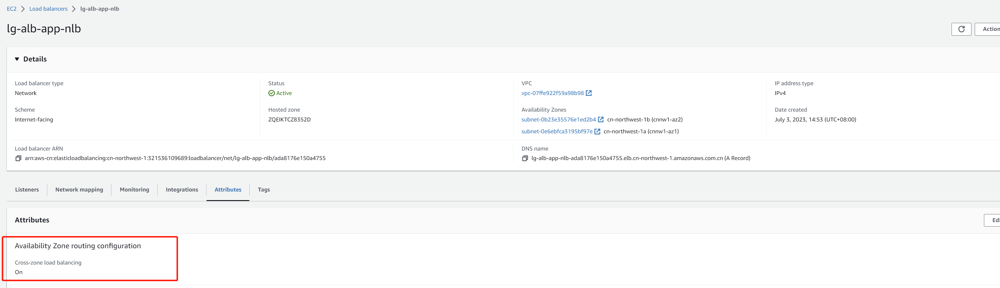 EC2 > Load balancers > lg-alb-app-nlb
lg-alb-app-nlb
Action
Details
Load balancer type
Network
Status
Active
VPC
vpc-07ffe922f59a98b98
IP address type
IPv4
Scheme
Internet-facing
Hosted zone
ZQEIKTCZ8352D
Availability Zones
subnet-0b23e35576e1ed2b4 cn-northwest-1b (cnnw1-az2)
subnet-0e6ebfca3195bf97e cn-northwest-1a (cnnw1-az1)
Date created
July 3, 2023, 14:53 (UTC+08:00)
Load balancer ARN
arn:aws-cn:elasticloadbalancing:cn-northwest-1:321536109689:loadbalancer/net/lg-alb-app-nlb/ada8176e150a4755
DNS name
lg-alb-app-nlb-ada8176e150a4755.elb.cn-northwest-1.amazonaws.com.cn (A Record)
Listeners Network mapping Monitoring Integrations Attributes Tags
Attributes
Edi
Availability Zone routing configuration
Cross-zone load balancing
On